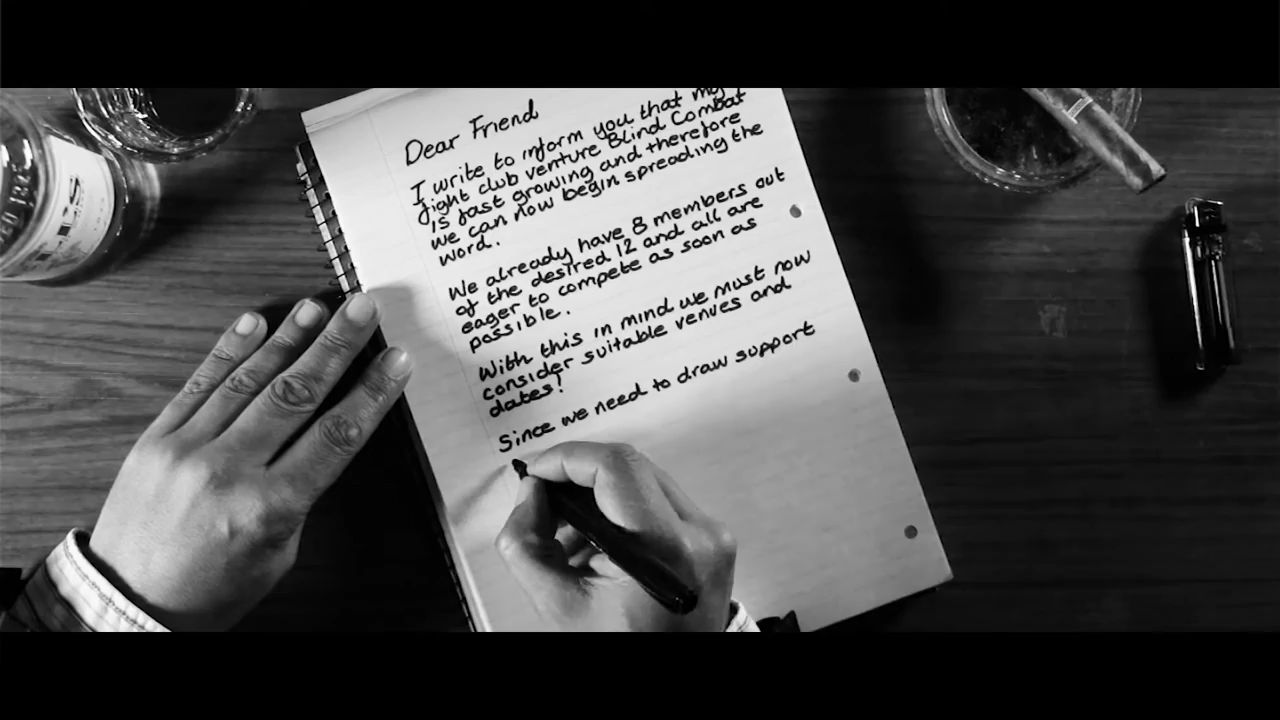 Dear Friend
I write to inform you that my
fight club venture Blind Combat
is fast growing and therefore
we can now begin spreading the
word.
We already have 8 members out
of the desired 12 and all are
eager to compete as soon as
possible.
With this in mind we must now
consider suitable venues and
dates!
Since we need to draw support